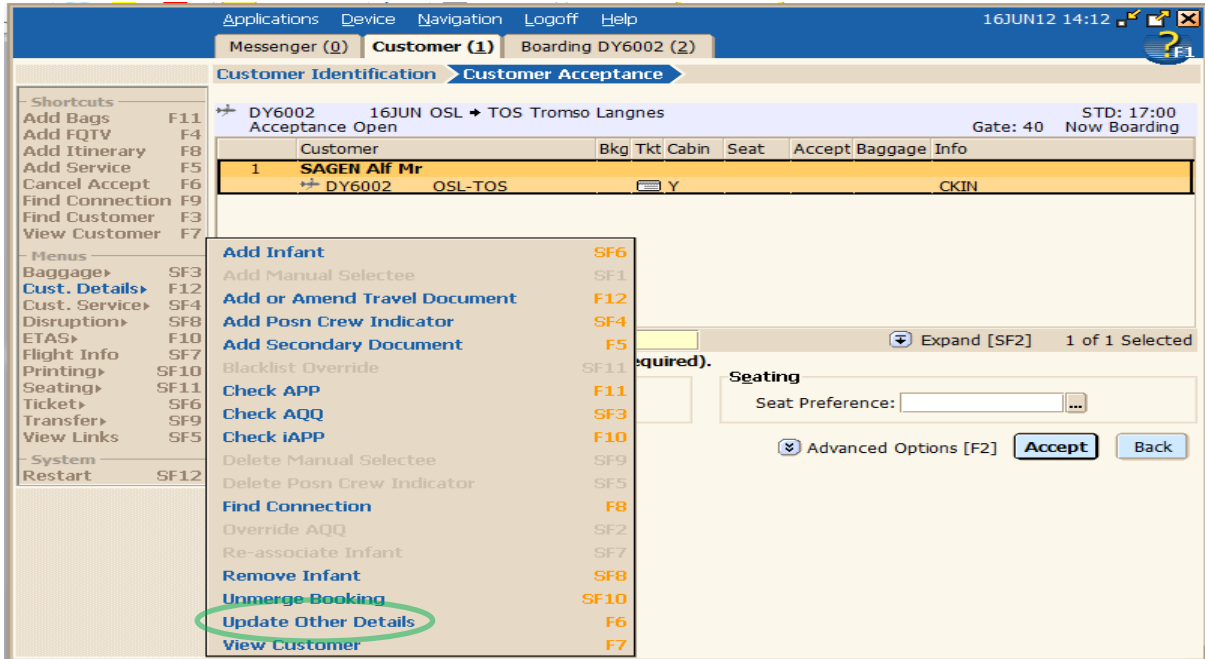 Applications Device Navigation Logoff Help 16JUN12 14:12
Messenger (0) Customer (1) Boarding DY6002 (2)
?F1
Customer Identification Customer Acceptance
Shortcuts
Add Bags F11
Add FQTV F4
Add Itinerary F8
Add Service F5
Cancel Accept F6
Find Connection F9
Find Customer F3
View Customer F7
Menus
Baggage SF3
Cust. Details F12
Cust. Service SF4
Disruption SF8
ETAS F10
Flight Info SF7
Printing SF10
Seating SF11
Ticket SF6
Transfer SF9
View Links SF5
System
Restart SF12
DY6002 16JUN OSL → TOS Tromso Langnes STD: 17:00
Acceptance Open Gate: 40 Now Boarding
Customer Bkg Tkt Cabin Seat Accept Baggage Info
1 SAGEN Alf Mr
DY6002 OSL-TOS Y CKIN
Add Infant SF6
Add Manual Selectee SF1
Add or Amend Travel Document F12
Add Posn Crew Indicator SF4
Add Secondary Document F5
Blacklist Override SF11
Check APP F11
Check AQQ SF3
Check iAPP F10
Delete Manual Selectee SF9
Delete Posn Crew Indicator SF5
Find Connection F8
Override AQQ SF2
Re-associate Infant SF7
Remove Infant SF8
Unmerge Booking SF10
Update Other Details F6
View Customer F7
Expand [SF2] 1 of 1 Selected
equired).
Seating
Seat Preference: ...
Advanced Options [F2] Accept Back